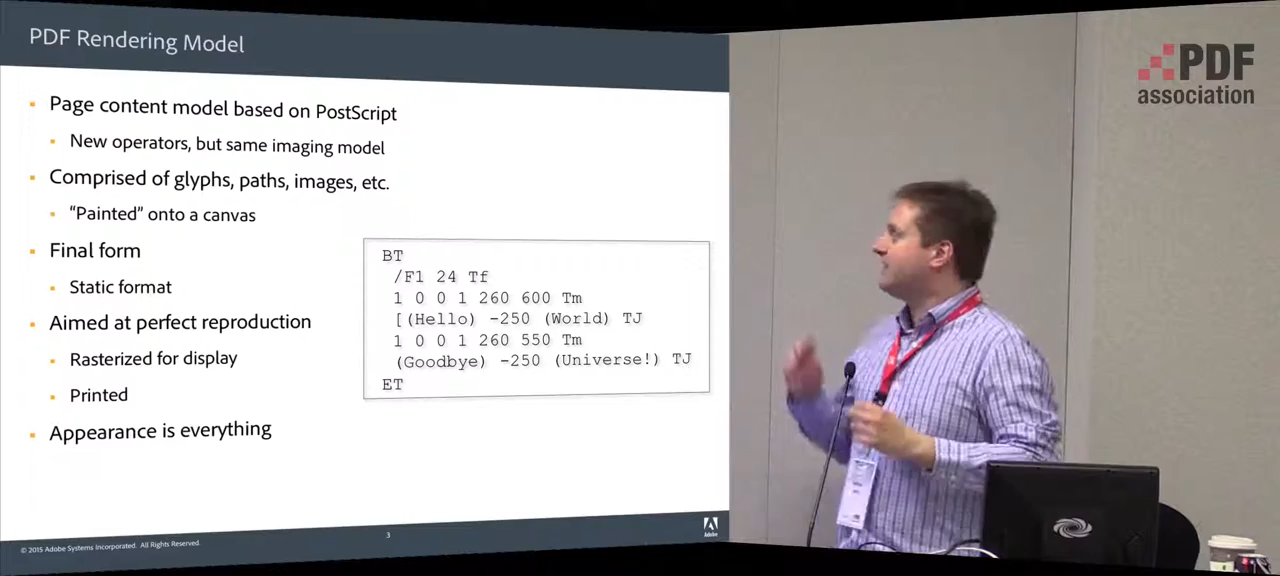 PDF Rendering Model
Page content model based on PostScript
New operators, but same imaging model
Comprised of glyphs, paths, images, etc.
“Painted” onto a canvas
Final form
Static format
Aimed at perfect reproduction
Rasterized for display
Printed
Appearance is everything
BT
/F1 24 Tf
1 0 0 1 260 600 Tm
[(Hello) -250 (World) TJ
1 0 0 1 260 550 Tm
(Goodbye) -250 (Universe!) TJ
ET
© 2015 Adobe Systems Incorporated. All Rights Reserved.
3
Adobe
PDF
association